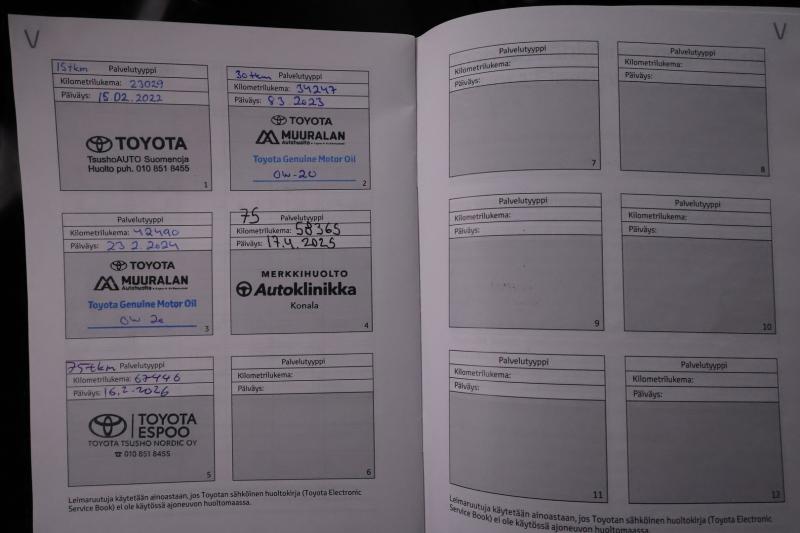 V
15tkm Palvelutyyppi
Kilometrilukema: 23029
Päiväys: 15 02. 2022
TOYOTA
TsushoAUTO Suomenoja
Huolto puh. 010 851 8455
1
30tkm Palvelutyyppi
Kilometrilukema: 34247
Päiväys: 8 3. 2023
TOYOTA
MUURALAN
Autohuolto
Toyota Genuine Motor Oil
0W-20
2
Palvelutyyppi
Kilometrilukema: 42490
Päiväys: 23 2. 2024
TOYOTA
MUURALAN
Autohuolto
Toyota Genuine Motor Oil
0W 20
3
75 Palvelutyyppi
Kilometrilukema: 58365
Päiväys: 17.4. 2025
MERKKIHUOLTO
Autoklinikka
Konala
4
75tkm Palvelutyyppi
Kilometrilukema: 67446
Päiväys: 16.2.2026
TOYOTA
ESPOO
TOYOTA TSUSHO NORDIC OY
☎ 010 851 8455
5
Palvelutyyppi
Kilometrilukema:
Päiväys:
6
Leimaruutuja käytetään ainoastaan, jos Toyotan sähköinen huoltokirja (Toyota Electronic
Service Book) ei ole käytössä ajoneuvon huoltomaassa.
V
Palvelutyyppi
Kilometrilukema:
Päiväys:
7
Palvelutyyppi
Kilometrilukema:
Päiväys:
8
Palvelutyyppi
Kilometrilukema:
Päiväys:
9
Palvelutyyppi
Kilometrilukema:
Päiväys:
10
Palvelutyyppi
Kilometrilukema:
Päiväys:
11
Palvelutyyppi
Kilometrilukema:
Päiväys:
12
Leimaruutuja käytetään ainoastaan, jos Toyotan sähköinen huoltokirja (Toyota Electronic
Service Book) ei ole käytössä ajoneuvon huoltomaassa.